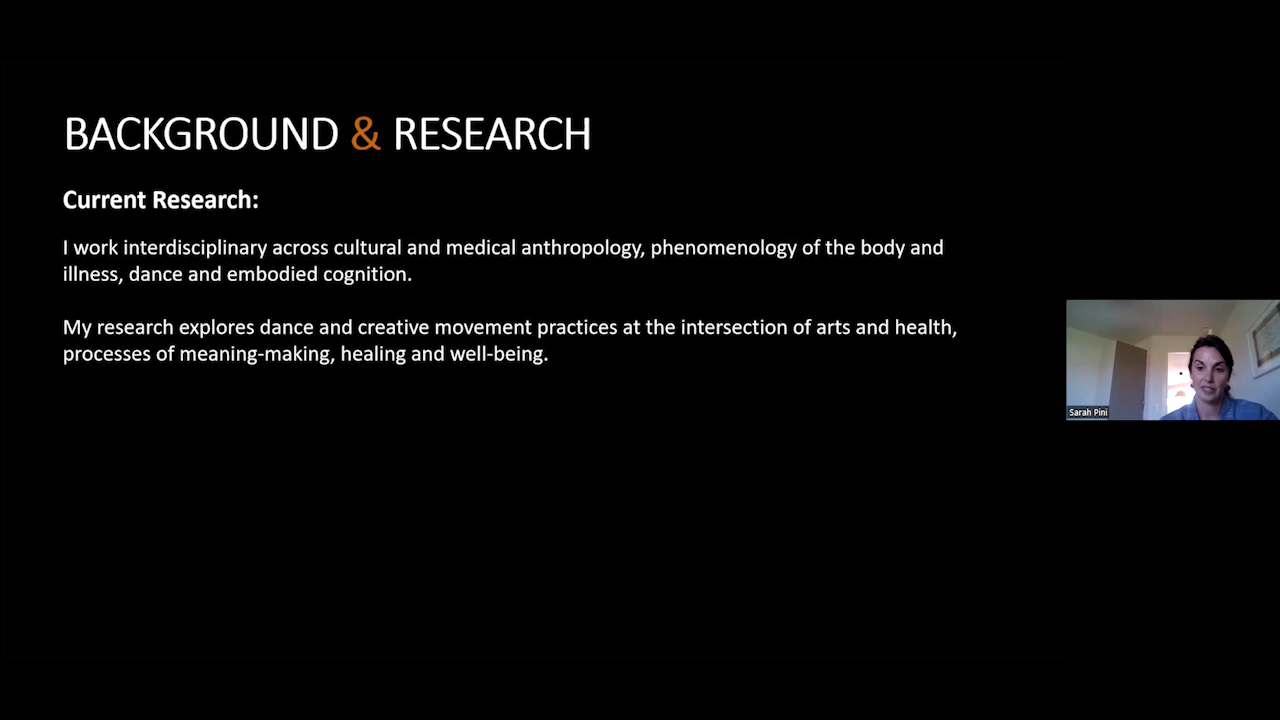 BACKGROUND & RESEARCH
Current Research:
I work interdisciplinary across cultural and medical anthropology, phenomenology of the body and
illness, dance and embodied cognition.
My research explores dance and creative movement practices at the intersection of arts and health,
processes of meaning-making, healing and well-being.
Sarah Pini